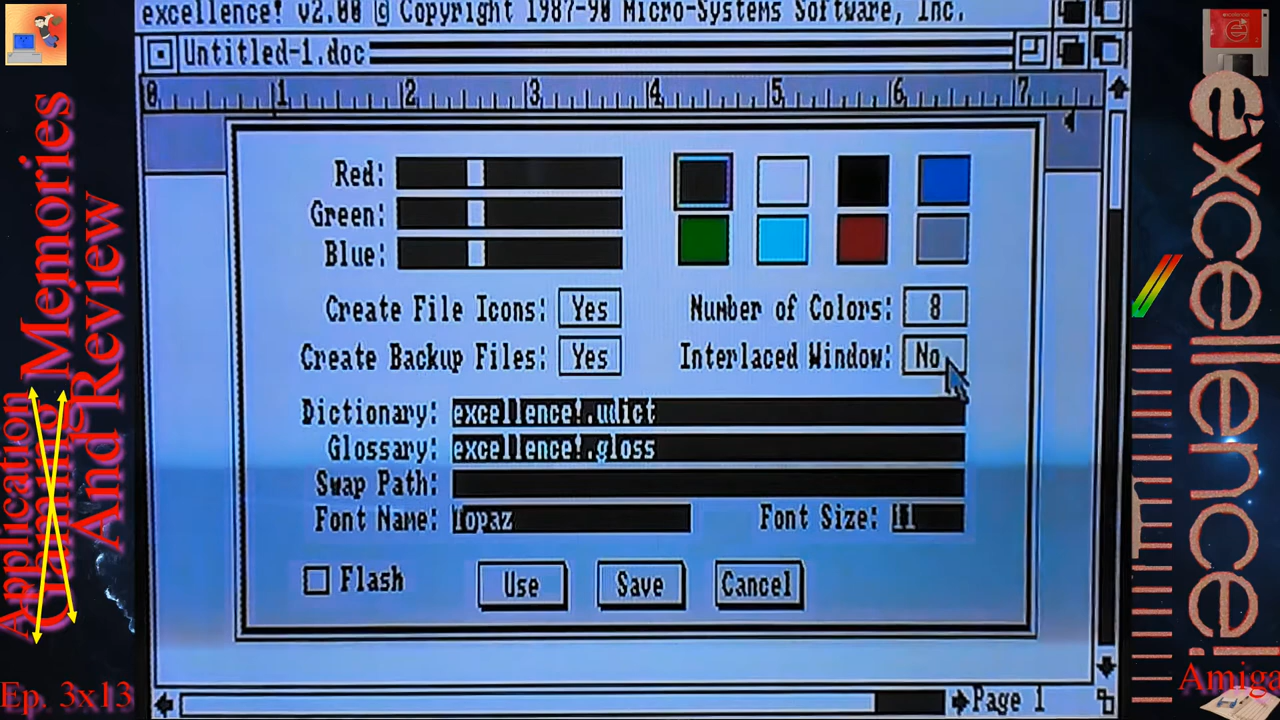 excellence! v2.00 © Copyright 1987-90 Micro-Systems Software, Inc.
Untitled-1.doc
0 1 2 3 4 5 6 7
Red:
Green:
Blue:
Create File Icons: Yes
Number of Colors: 8
Create Backup Files: Yes
Interlaced Window: No
Dictionary: excellence!.udict
Glossary: excellence!.gloss
Swap Path:
Font Name: Topaz
Font Size: 11
Flash
Use
Save
Cancel
Page 1
Application
Gaming Memories
And Review
Ep. 3x13
excellence!
Amiga